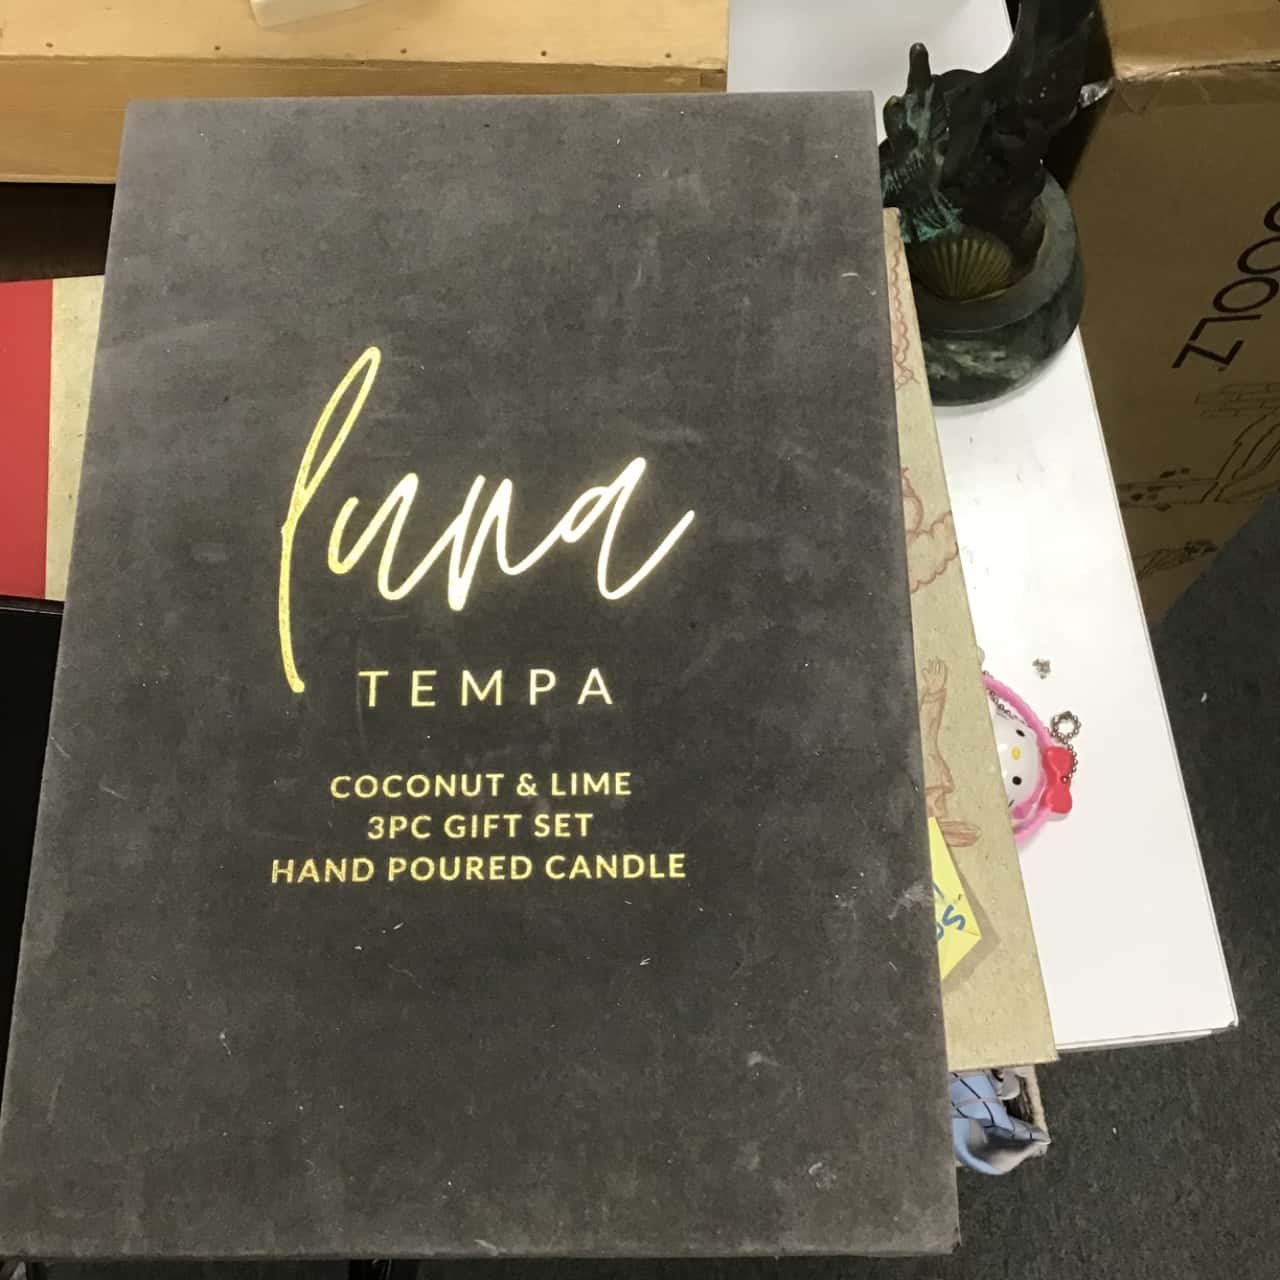 luna
TEMPA
COCONUT & LIME
3PC GIFT SET
HAND POURED CANDLE